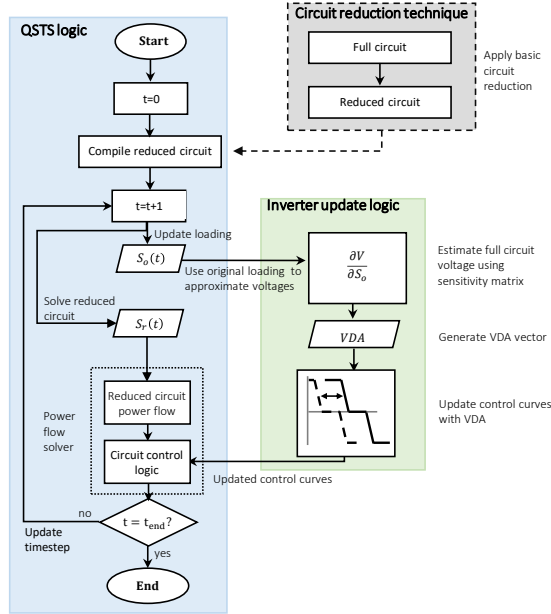 QSTS logic
Start
t=0
Compile reduced circuit
t=t+1
Update loading
S_o(t)
Use original loading to
approximate voltages
Solve reduced
circuit
S_r(t)
Power
flow
solver
Reduced circuit
power flow
Circuit control
logic
Updated control curves
no
t = t_end?
Update
timestep
yes
End
Circuit reduction technique
Full circuit
Reduced circuit
Apply basic
circuit
reduction
Inverter update logic
∂V
∂S_o
Estimate full circuit
voltage using
sensitivity matrix
VDA
Generate VDA vector
Update control curves
with VDA